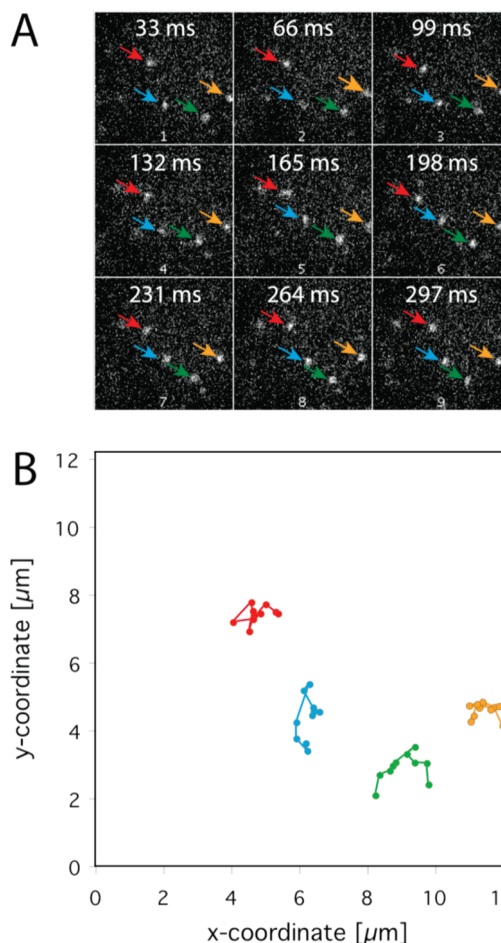 A
33 ms 66 ms 99 ms
1 2 3
132 ms 165 ms 198 ms
4 5 6
231 ms 264 ms 297 ms
7 8 9
B
12
10
8
6
4
2
0
y-coordinate [μm]
0 2 4 6 8 10 1
x-coordinate [μm]